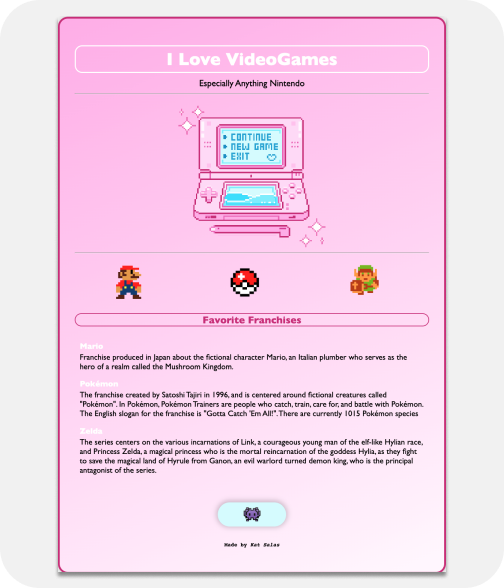 I Love VideoGames
Especially Anything Nintendo
CONTINUE
NEW GAME
EXIT
Favorite Franchises
Mario
Franchise produced in Japan about the fictional character Mario, an Italian plumber who serves as the
hero of a realm called the Mushroom Kingdom.
Pokémon
The franchise created by Satoshi Tajiri in 1996, and is centered around fictional creatures called
"Pokémon". In Pokémon, Pokémon Trainers are people who catch, train, care for, and battle with Pokémon.
The English slogan for the franchise is "Gotta Catch 'Em All!". There are currently 1015 Pokémon species
Zelda
The series centers on the various incarnations of Link, a courageous young man of the elf-like Hylian race,
and Princess Zelda, a magical princess who is the mortal reincarnation of the goddess Hylia, as they fight
to save the magical land of Hyrule from Ganon, an evil warlord turned demon king, who is the principal
antagonist of the series.
Made by Kat Salas